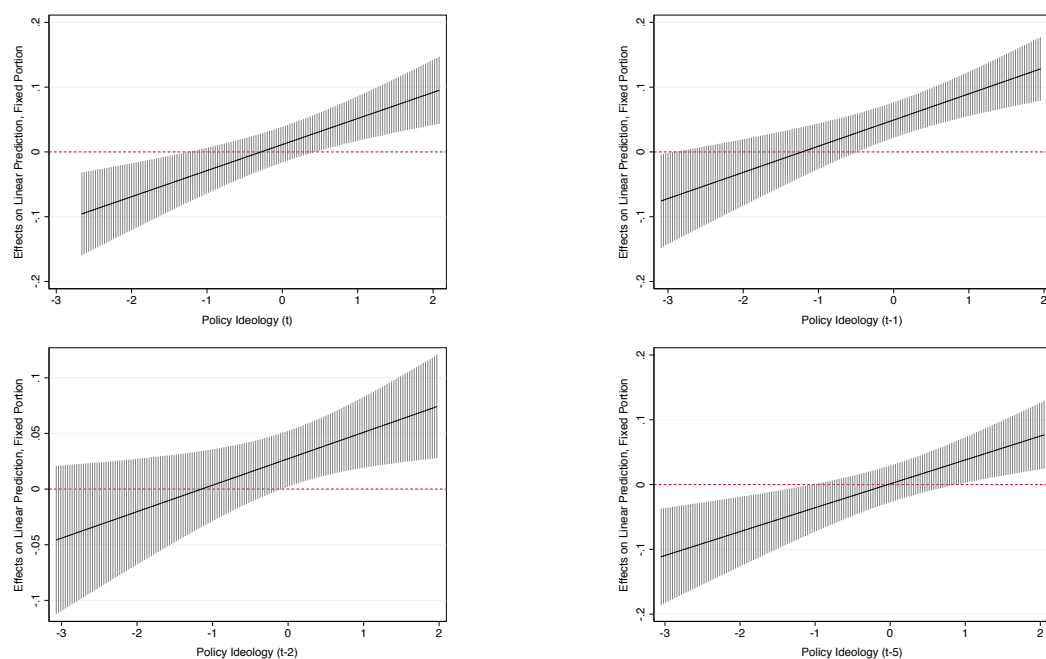 Effects on Linear Prediction, Fixed Portion
.2
.1
0
-.1
-.2
-3 -2 -1 0 1 2
Policy Ideology (t)
Effects on Linear Prediction, Fixed Portion
.2
.1
0
-.1
-.2
-3 -2 -1 0 1 2
Policy Ideology (t-1)
Effects on Linear Prediction, Fixed Portion
.1
.05
0
-.05
-.1
-3 -2 -1 0 1 2
Policy Ideology (t-2)
Effects on Linear Prediction, Fixed Portion
.2
.1
0
-.1
-.2
-3 -2 -1 0 1 2
Policy Ideology (t-5)